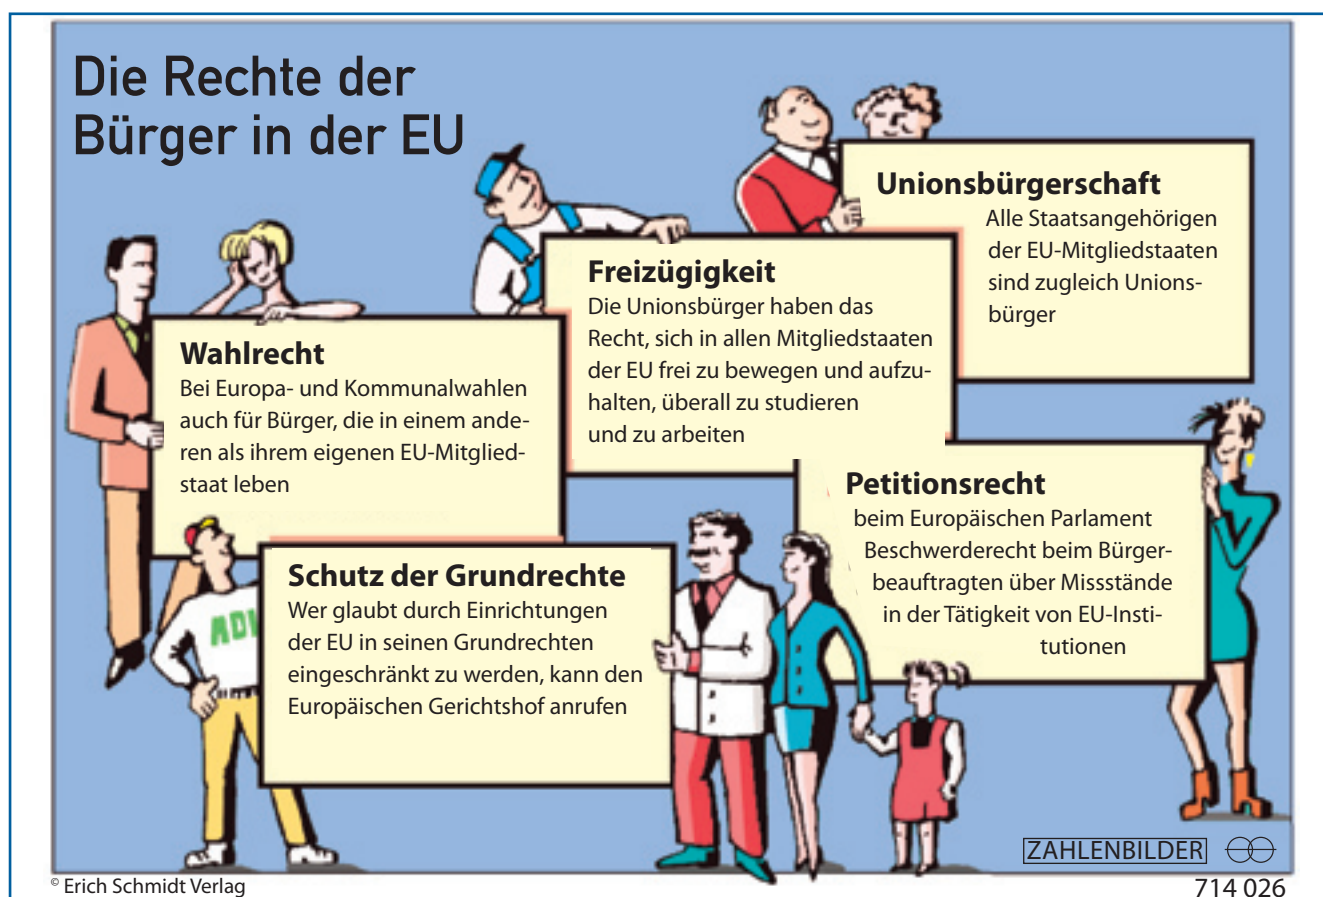 Die Rechte der
Bürger in der EU
Unionsbürgerschaft
Alle Staatsangehörigen
der EU-Mitgliedstaaten
sind zugleich Unions-
bürger
Freizügigkeit
Die Unionsbürger haben das
Recht, sich in allen Mitgliedstaaten
der EU frei zu bewegen und aufzu-
halten, überall zu studieren
und zu arbeiten
Wahlrecht
Bei Europa- und Kommunalwahlen
auch für Bürger, die in einem ande-
ren als ihrem eigenen EU-Mitglied-
staat leben
Petitionsrecht
beim Europäischen Parlament
Beschwerderecht beim Bürger-
beauftragten über Missstände
in der Tätigkeit von EU-Insti-
tutionen
Schutz der Grundrechte
Wer glaubt durch Einrichtungen
der EU in seinen Grundrechten
eingeschränkt zu werden, kann den
Europäischen Gerichtshof anrufen
ZAHLENBILDER
© Erich Schmidt Verlag
714 026